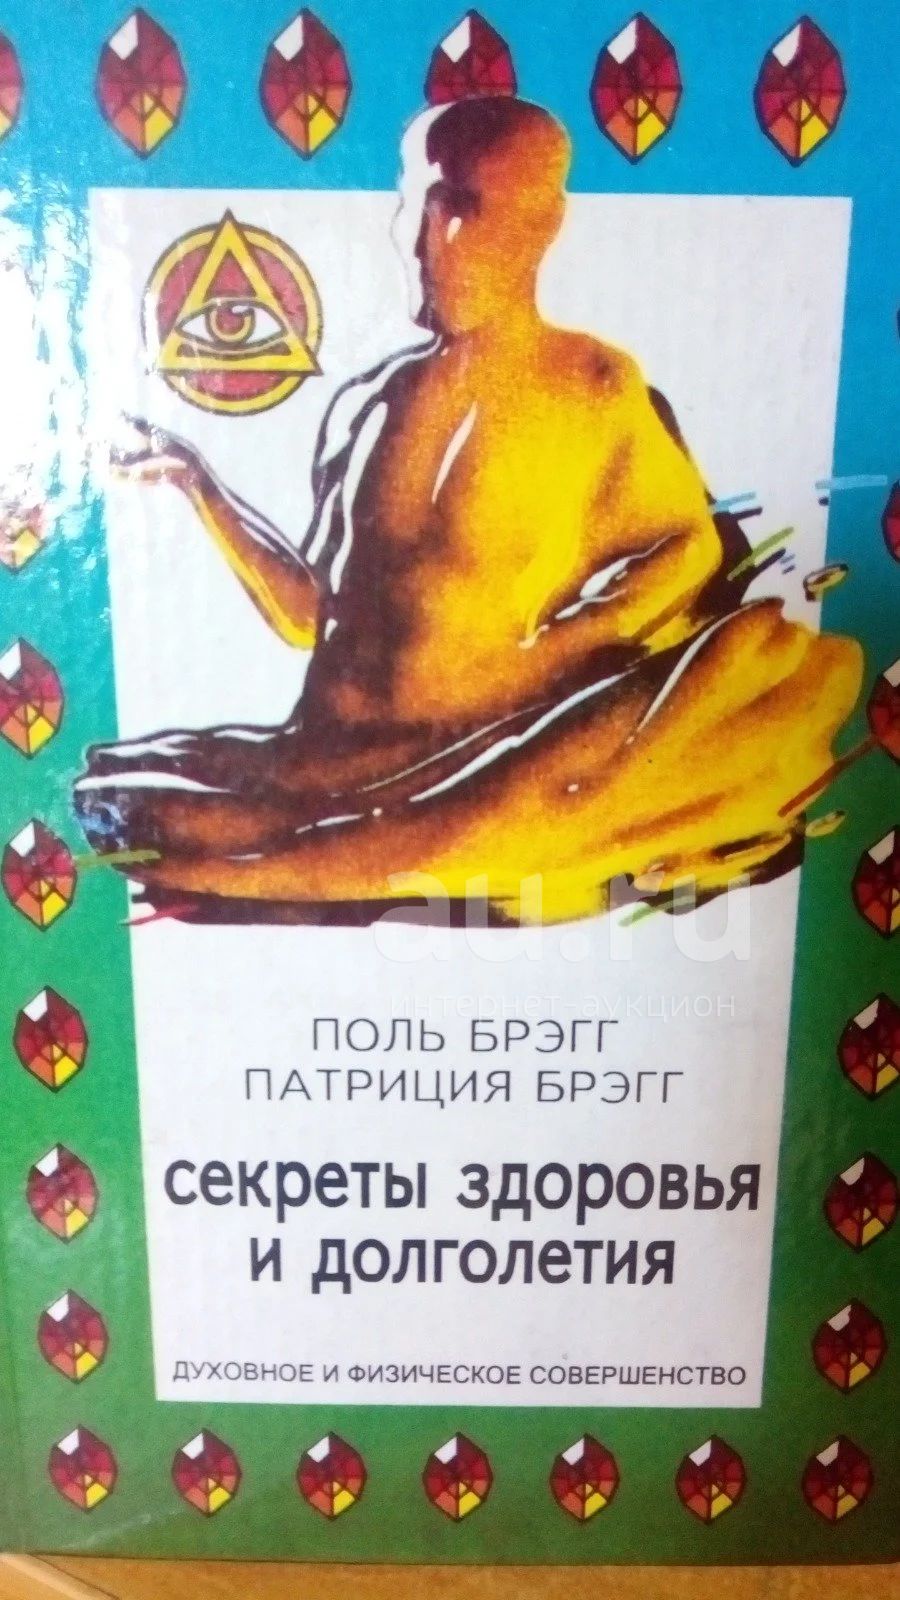 au.ru
интернет-аукцион
ПОЛЬ БРЭГГ
ПАТРИЦИЯ БРЭГГ
секреты здоровья
и долголетия
ДУХОВНОЕ И ФИЗИЧЕСКОЕ СОВЕРШЕНСТВО